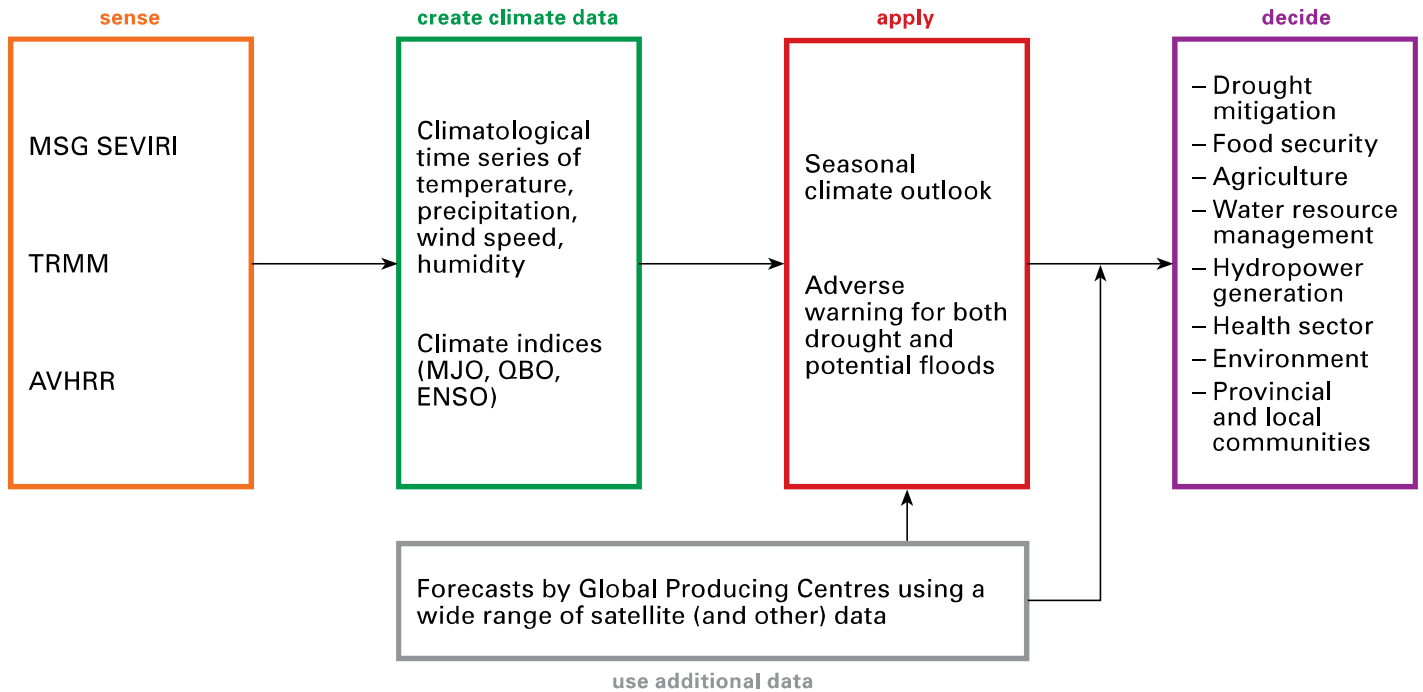 sense
MSG SEVIRI
TRMM
AVHRR
create climate data
Climatological
time series of
temperature,
precipitation,
wind speed,
humidity
Climate indices
(MJO, QBO,
ENSO)
apply
Seasonal
climate outlook
Adverse
warning for both
drought and
potential floods
decide
– Drought
mitigation
– Food security
– Agriculture
– Water resource
management
– Hydropower
generation
– Health sector
– Environment
– Provincial
and local
communities
Forecasts by Global Producing Centres using a
wide range of satellite (and other) data
use additional data